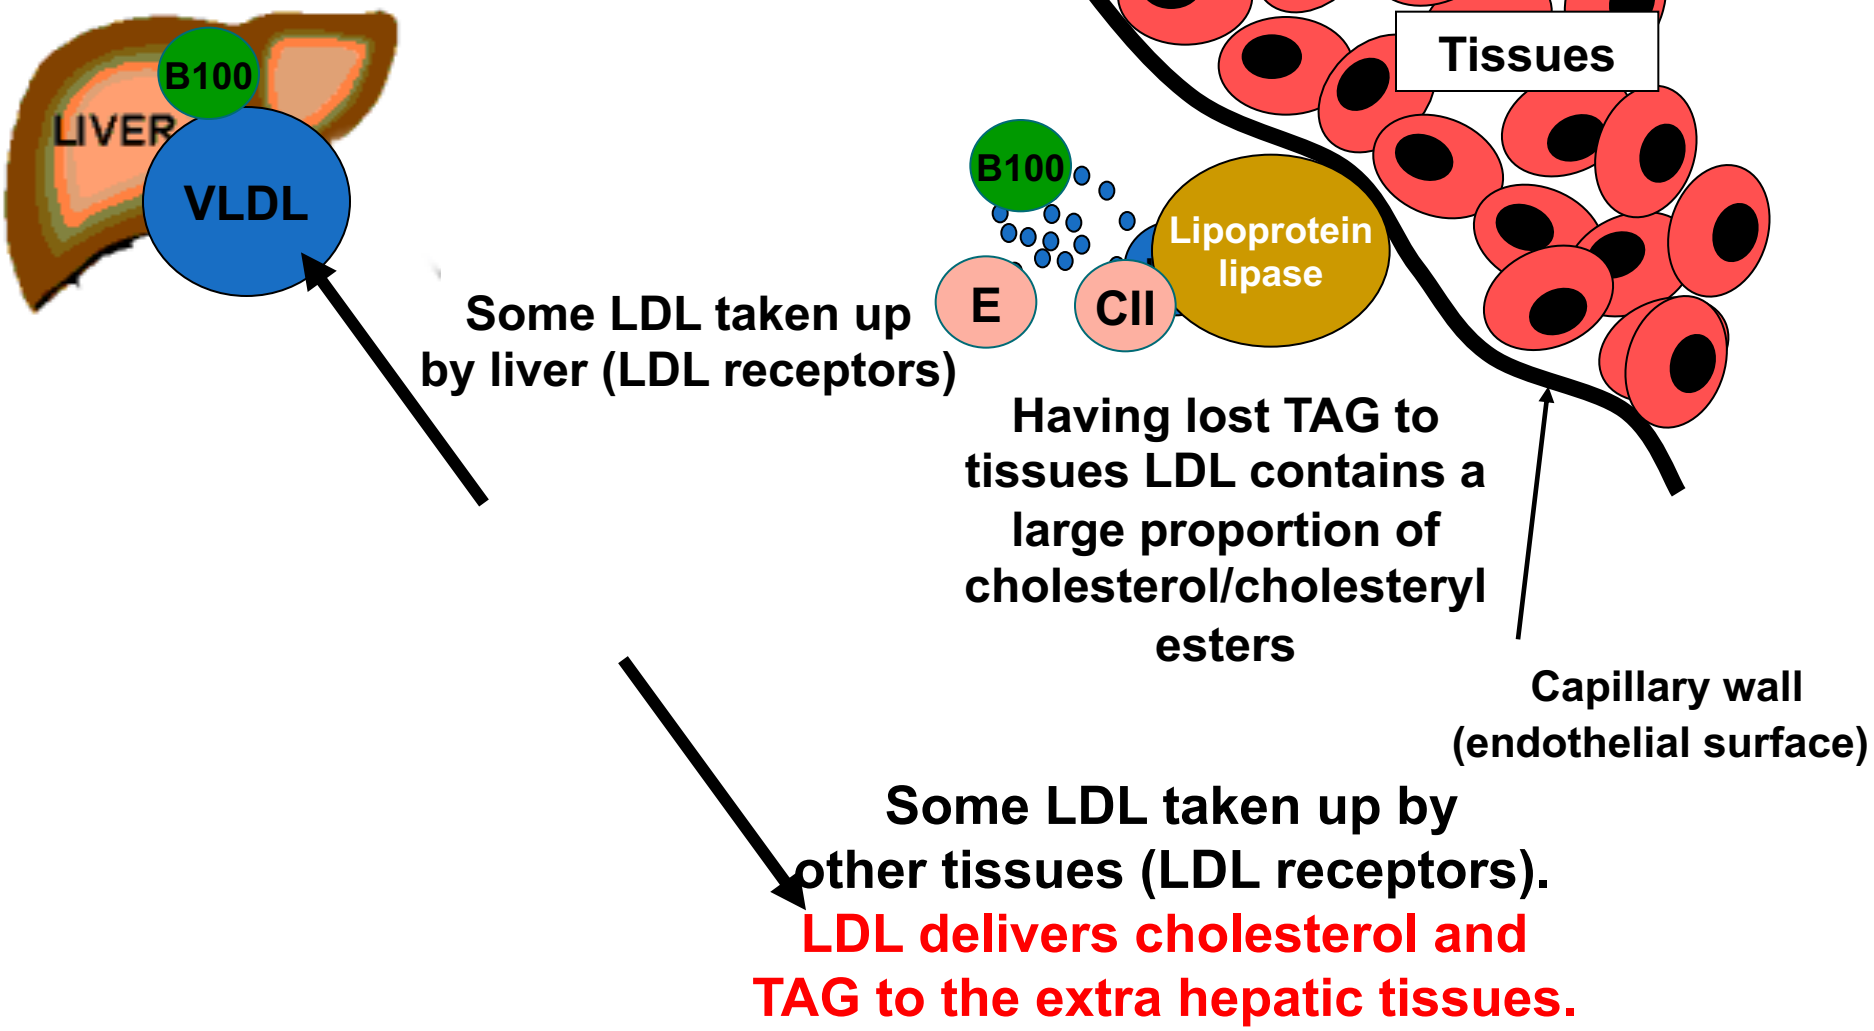 B100
LIVER
VLDL
Tissues
B100
Lipoprotein
lipase
E
CII
Some LDL taken up
by liver (LDL receptors)
Having lost TAG to
tissues LDL contains a
large proportion of
cholesterol/cholesteryl
esters
Capillary wall
(endothelial surface)
Some LDL taken up by
other tissues (LDL receptors).
LDL delivers cholesterol and
TAG to the extra hepatic tissues.